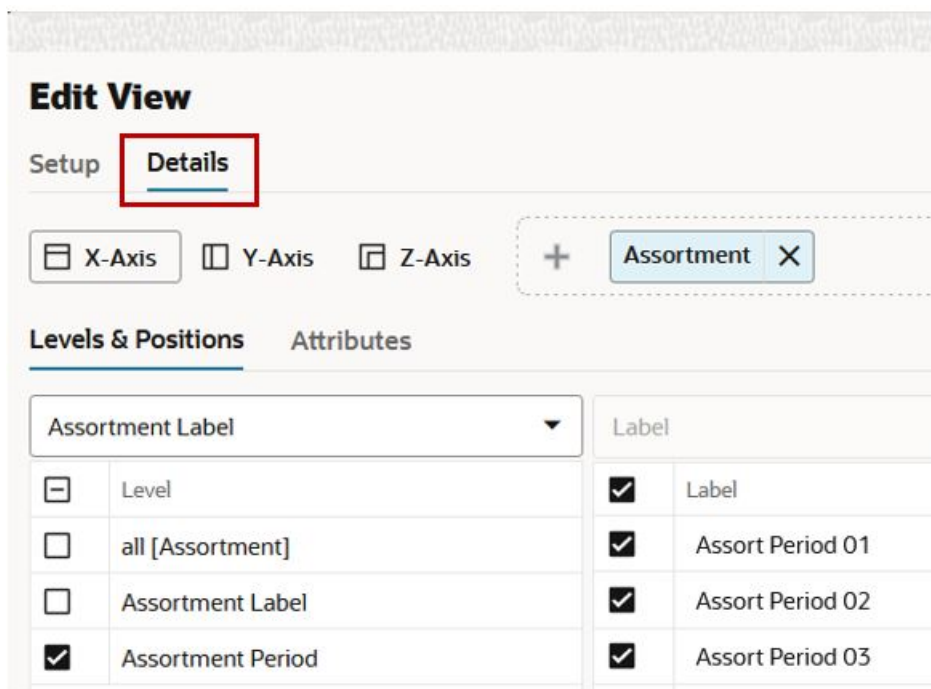 Edit View
Setup Details
X-Axis Y-Axis Z-Axis Assortment
Levels & Positions Attributes
Assortment Label Label
Level Label
all [Assortment] Assort Period 01
Assortment Label Assort Period 02
Assortment Period Assort Period 03